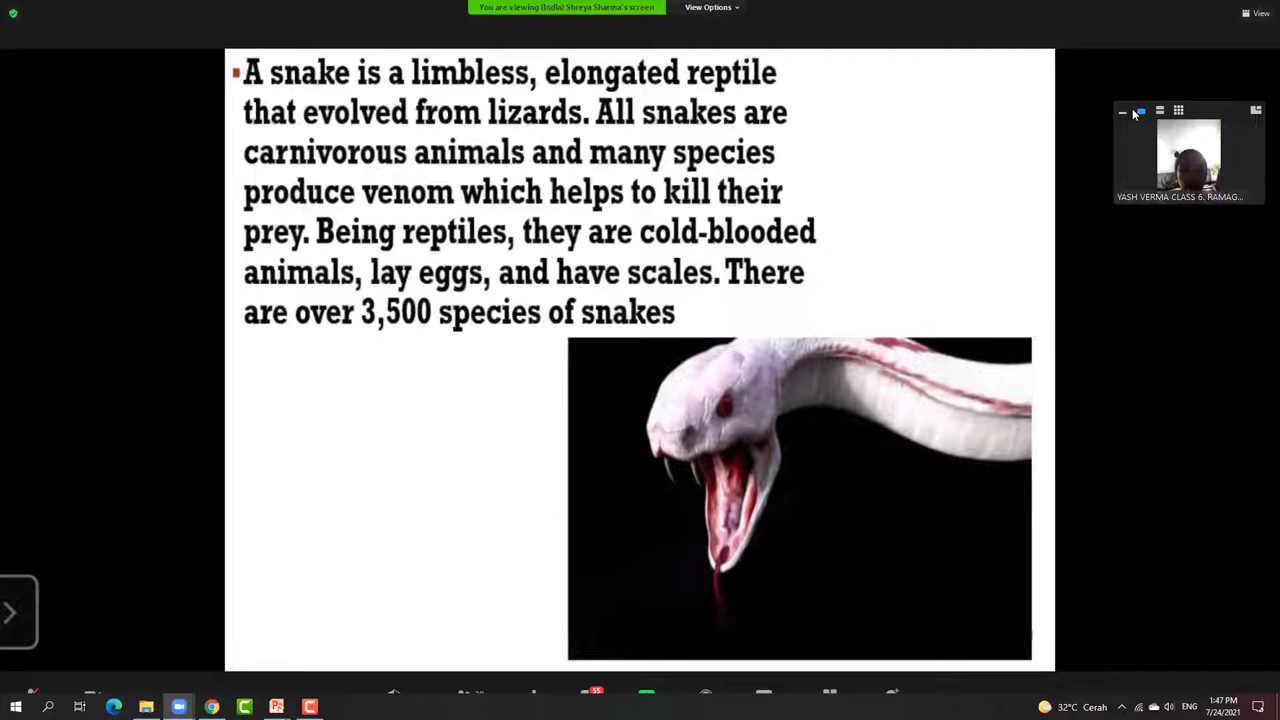 You are viewing (India) Shreya Sharma's screen
View Options
View
A snake is a limbless, elongated reptile
that evolved from lizards. All snakes are
carnivorous animals and many species
produce venom which helps to kill their
prey. Being reptiles, they are cold-blooded
animals, lay eggs, and have scales. There
are over 3,500 species of snakes
YASH VERMA CLASS 6, RAMAG...
55
32°C Cerah
ENG
1:47 PM
7/24/2021